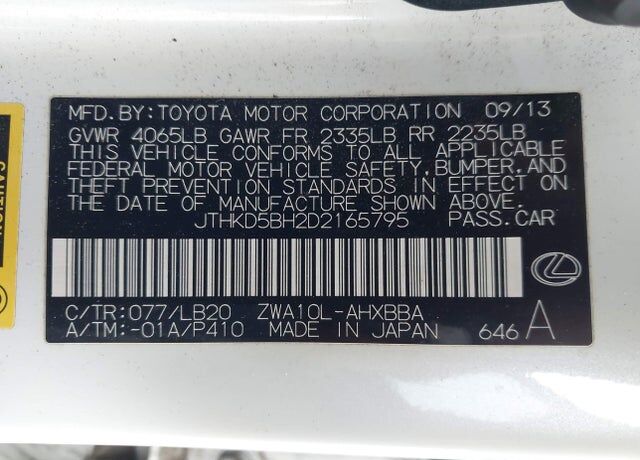 MFD.BY:TOYOTA MOTOR CORPORATION 09/13
GVWR 4065LB GAWR FR 2335LB RR 2235LB
THIS VEHICLE CONFORMS TO ALL APPLICABLE
FEDERAL MOTOR VEHICLE SAFETY,BUMPER,AND
THEFT PREVENTION STANDARDS IN EFFECT ON
THE DATE OF MANUFACTURE SHOWN ABOVE.
JTHKD5BH2D2165795 PASS.CAR
C/TR:077/LB20 ZWA10L-AHXBBA
A/TM:-01A/P410 MADE IN JAPAN 646 A
CAUTION